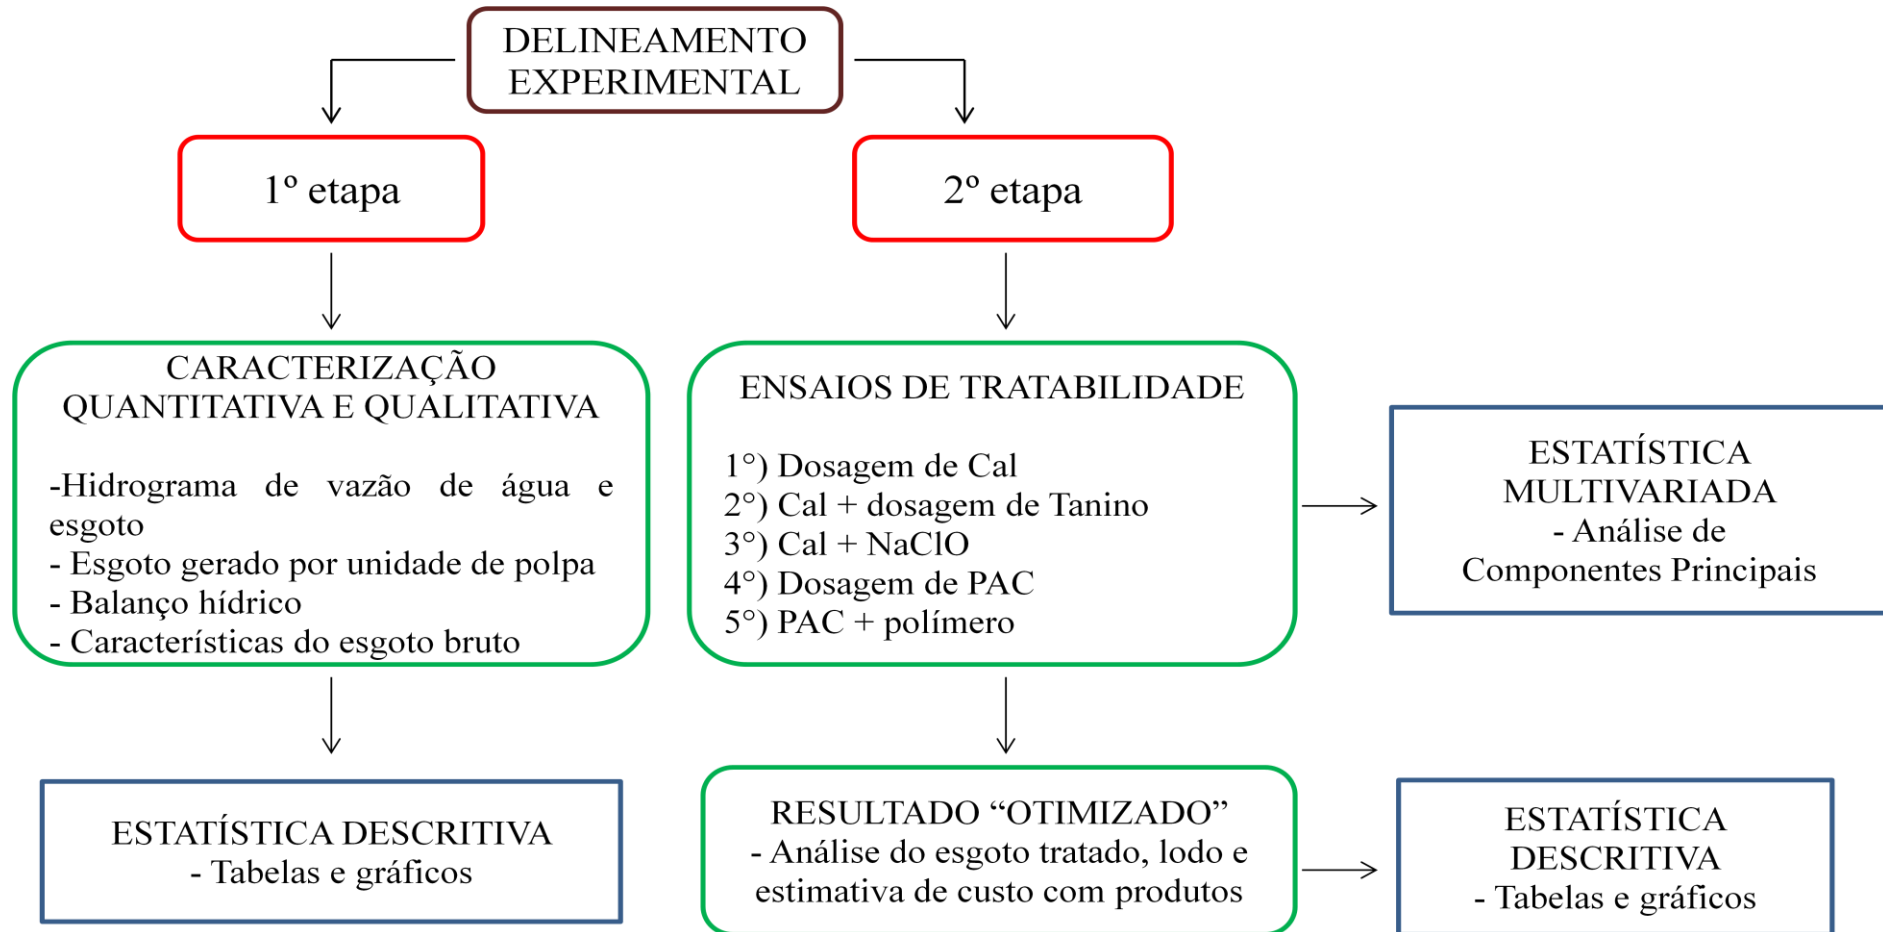 DELINEAMENTO
EXPERIMENTAL
1º etapa
2º etapa
CARACTERIZAÇÃO
QUANTITATIVA E QUALITATIVA
-Hidrograma de vazão de água e
esgoto
- Esgoto gerado por unidade de polpa
- Balanço hídrico
- Características do esgoto bruto
ENSAIOS DE TRATABILIDADE
1°) Dosagem de Cal
2°) Cal + dosagem de Tanino
3°) Cal + NaClO
4°) Dosagem de PAC
5°) PAC + polímero
ESTATÍSTICA
MULTIVARIADA
- Análise de
Componentes Principais
ESTATÍSTICA DESCRITIVA
- Tabelas e gráficos
RESULTADO “OTIMIZADO”
- Análise do esgoto tratado, lodo e
estimativa de custo com produtos
ESTATÍSTICA
DESCRITIVA
- Tabelas e gráficos